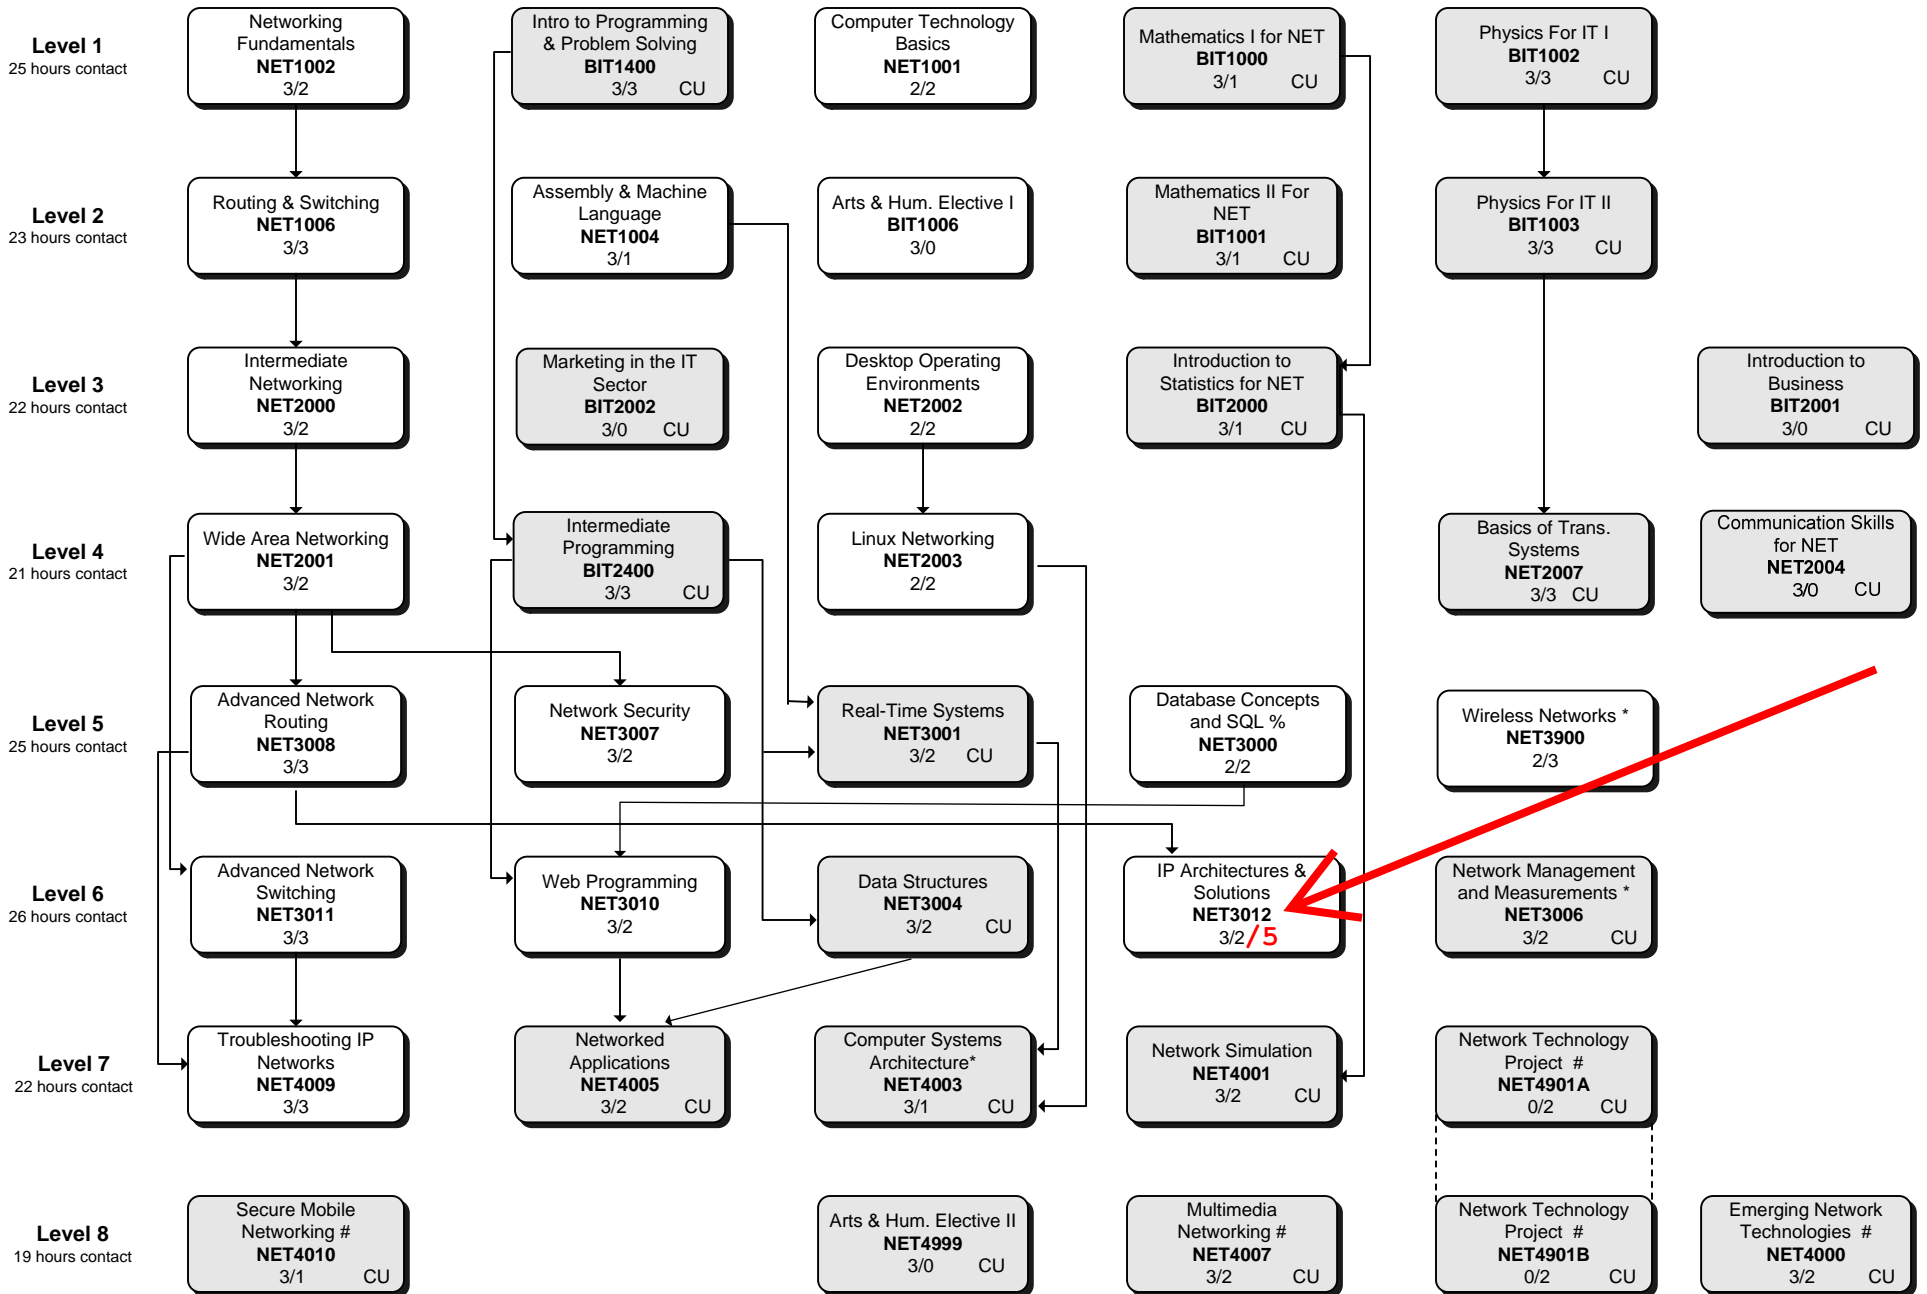 Level 1
25 hours contact
Networking
Fundamentals
NET1002
3/2
Intro to Programming
& Problem Solving
BIT1400
3/3 CU
Computer Technology
Basics
NET1001
2/2
Mathematics I for NET
BIT1000
3/1 CU
Physics For IT I
BIT1002
3/3 CU
Level 2
23 hours contact
Routing & Switching
NET1006
3/3
Assembly & Machine
Language
NET1004
3/1
Arts & Hum. Elective I
BIT1006
3/0
Mathematics II For
NET
BIT1001
3/1 CU
Physics For IT II
BIT1003
3/3 CU
Level 3
22 hours contact
Intermediate
Networking
NET2000
3/2
Marketing in the IT
Sector
BIT2002
3/0 CU
Desktop Operating
Environments
NET2002
2/2
Introduction to
Statistics for NET
BIT2000
3/1 CU
Introduction to
Business
BIT2001
3/0 CU
Level 4
21 hours contact
Wide Area Networking
NET2001
3/2
Intermediate
Programming
BIT2400
3/3 CU
Linux Networking
NET2003
2/2
Basics of Trans.
Systems
NET2007
3/3 CU
Communication Skills
for NET
NET2004
3/0 CU
Level 5
25 hours contact
Advanced Network
Routing
NET3008
3/3
Network Security
NET3007
3/2
Real-Time Systems
NET3001
3/2 CU
Database Concepts
and SQL %
NET3000
2/2
Wireless Networks *
NET3900
2/3
Level 6
26 hours contact
Advanced Network
Switching
NET3011
3/3
Web Programming
NET3010
3/2
Data Structures
NET3004
3/2 CU
IP Architectures &
Solutions
NET3012
3/2/5
Network Management
and Measurements *
NET3006
3/2 CU
Level 7
22 hours contact
Troubleshooting IP
Networks
NET4009
3/3
Networked
Applications
NET4005
3/2 CU
Computer Systems
Architecture*
NET4003
3/1 CU
Network Simulation
NET4001
3/2 CU
Network Technology
Project #
NET4901A
0/2 CU
Level 8
19 hours contact
Secure Mobile
Networking #
NET4010
3/1 CU
Arts & Hum. Elective II
NET4999
3/0 CU
Multimedia
Networking #
NET4007
3/2 CU
Network Technology
Project #
NET4901B
0/2 CU
Emerging Network
Technologies #
NET4000
3/2 CU